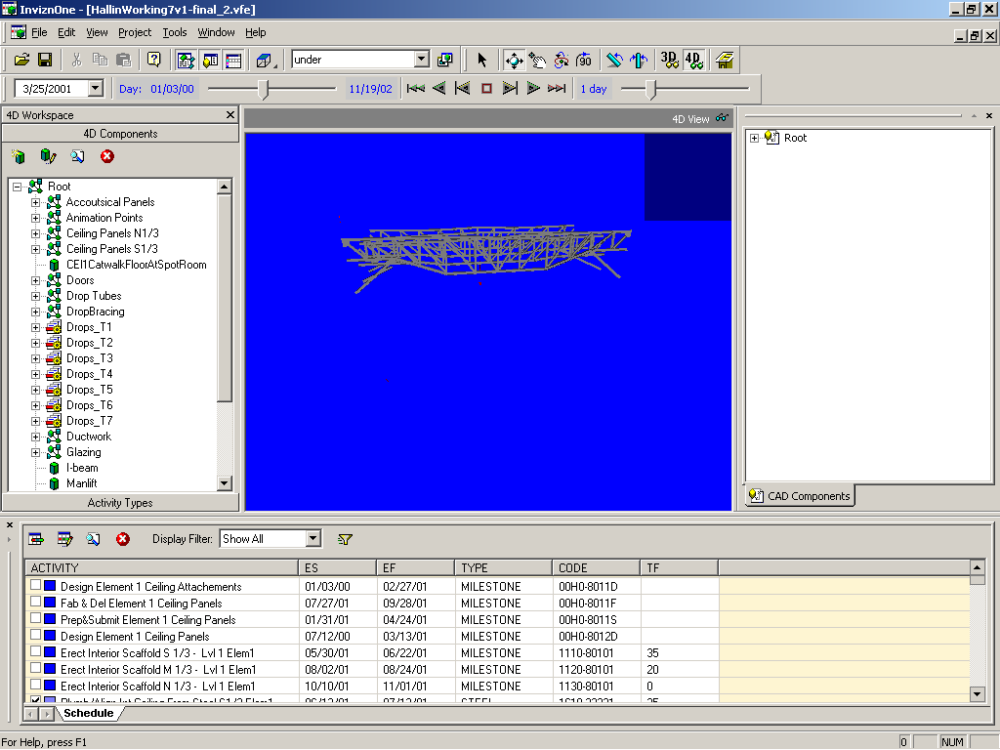 InviznOne - [HallinWorking7v1-final_2.vfe]
File Edit View Project Tools Window Help
under
3D 4D
3/25/2001 Day: 01/03/00 11/19/02 1 day
4D Workspace
4D Components
Root
Accoutsical Panels
Animation Points
Ceiling Panels N1/3
Ceiling Panels S1/3
CEI1CatwalkFloorAtSpotRoom
Doors
Drop Tubes
DropBracing
Drops_T1
Drops_T2
Drops_T3
Drops_T4
Drops_T5
Drops_T6
Drops_T7
Ductwork
Glazing
I-beam
Manlift
Activity Types
4D View
Root
CAD Components
Display Filter: Show All
ACTIVITY ES EF TYPE CODE TF
Design Element 1 Ceiling Attachements 01/03/00 02/27/01 MILESTONE 00H0-8011D
Fab & Del Element 1 Ceiling Panels 07/27/01 09/28/01 MILESTONE 00H0-8011F
Prep&Submit Element 1 Ceiling Panels 01/31/01 04/24/01 MILESTONE 00H0-8011S
Design Element 1 Ceiling Panels 07/12/00 03/13/01 MILESTONE 00H0-8012D
Erect Interior Scaffold S 1/3 - Lvl 1 Elem1 05/30/01 06/22/01 MILESTONE 1110-80101 35
Erect Interior Scaffold M 1/3 - Lvl 1 Elem1 08/02/01 08/24/01 MILESTONE 1120-80101 20
Erect Interior Scaffold N 1/3 - Lvl 1 Elem1 10/10/01 11/01/01 MILESTONE 1130-80101 0
Schedule
For Help, press F1 0 NUM